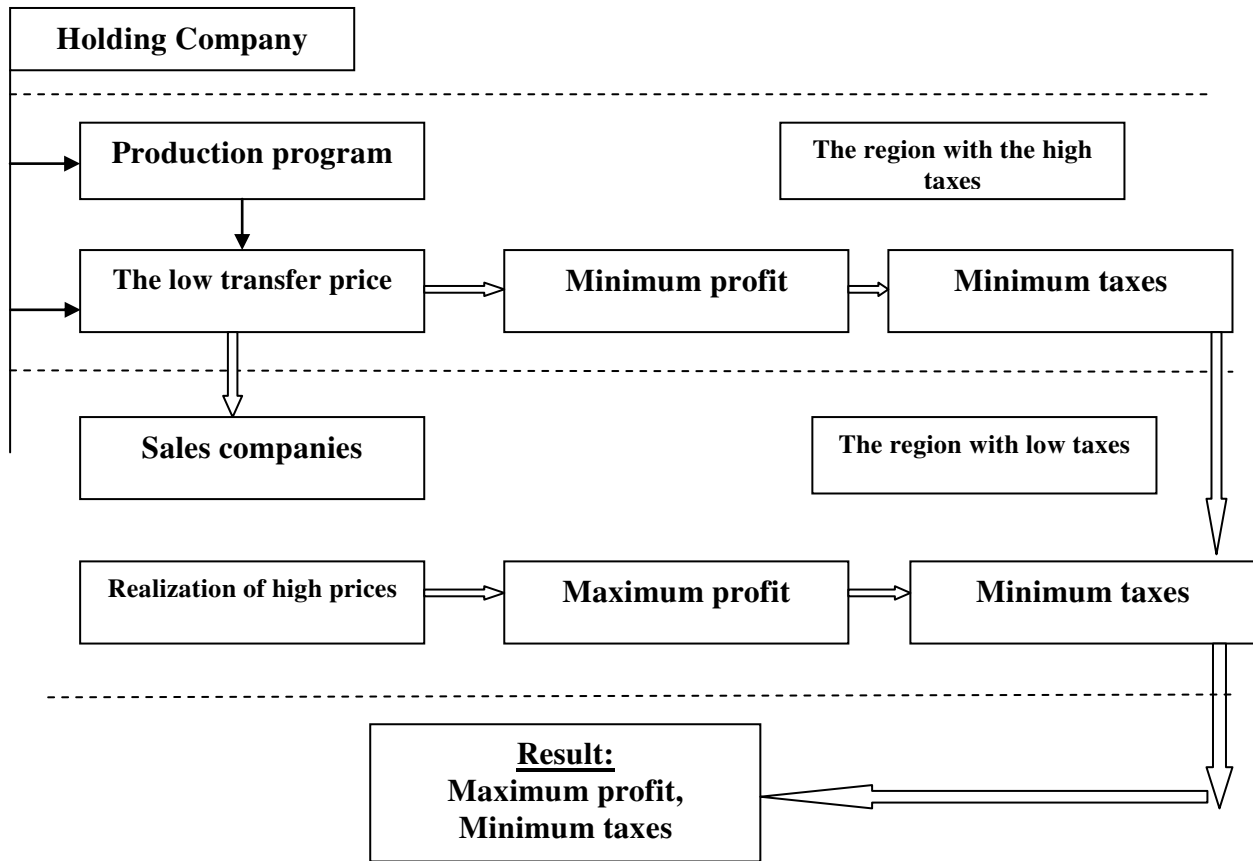 Holding Company
Production program
The region with the high
taxes
The low transfer price
Minimum profit
Minimum taxes
Sales companies
The region with low taxes
Realization of high prices
Maximum profit
Minimum taxes
Result:
Maximum profit,
Minimum taxes